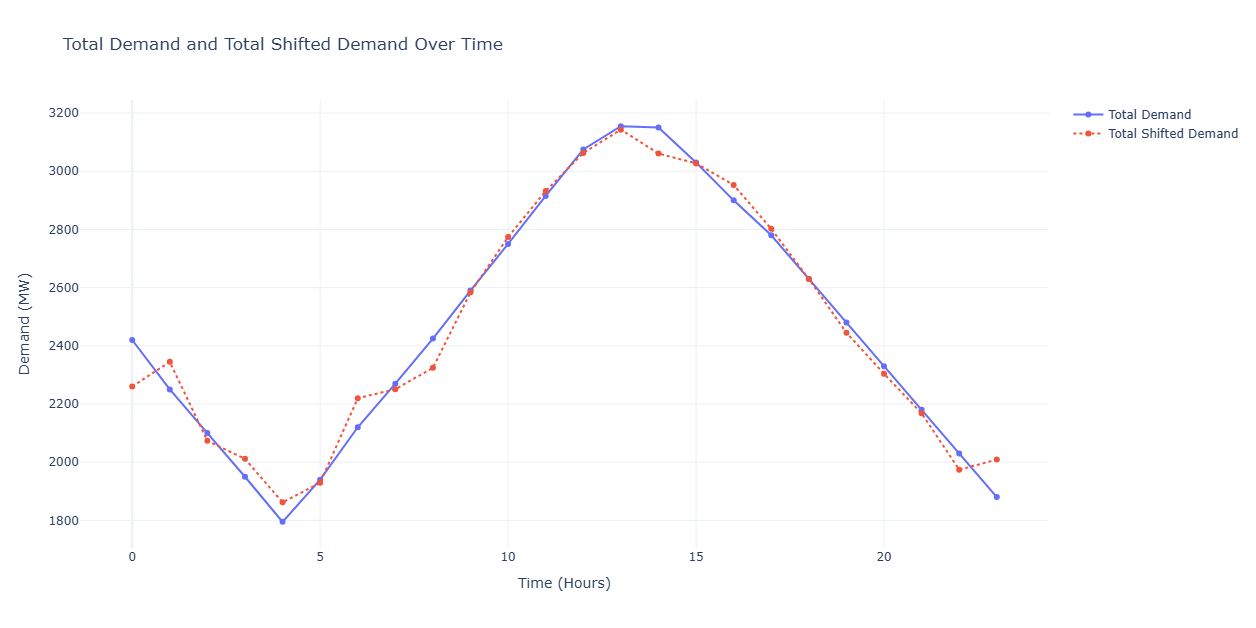 Total Demand and Total Shifted Demand Over Time
Total Demand
Total Shifted Demand
Demand (MW)
3200
3000
2800
2600
2400
2200
2000
1800
0 5 10 15 20
Time (Hours)